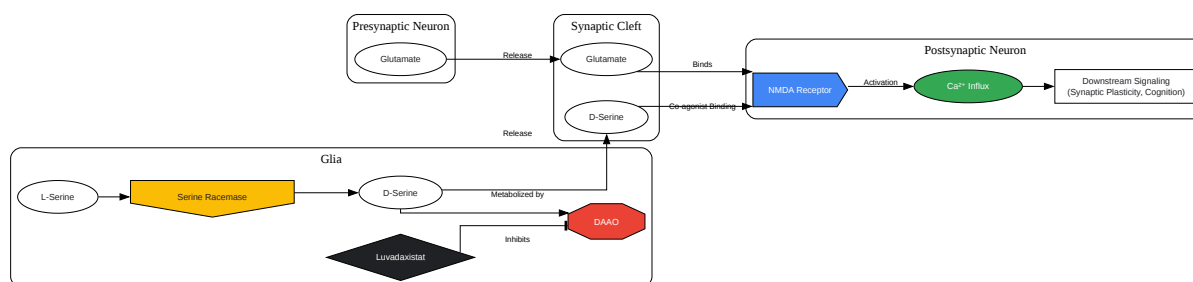 Presynaptic Neuron
Glutamate
Release
Synaptic Cleft
Glutamate
D-Serine
Binds
Co-agonist Binding
Postsynaptic Neuron
NMDA Receptor
Activation
Ca²⁺ Influx
Downstream Signaling
(Synaptic Plasticity, Cognition)
Release
Glia
L-Serine
Serine Racemase
D-Serine
Metabolized by
DAAO
Luvadaxistat
Inhibits